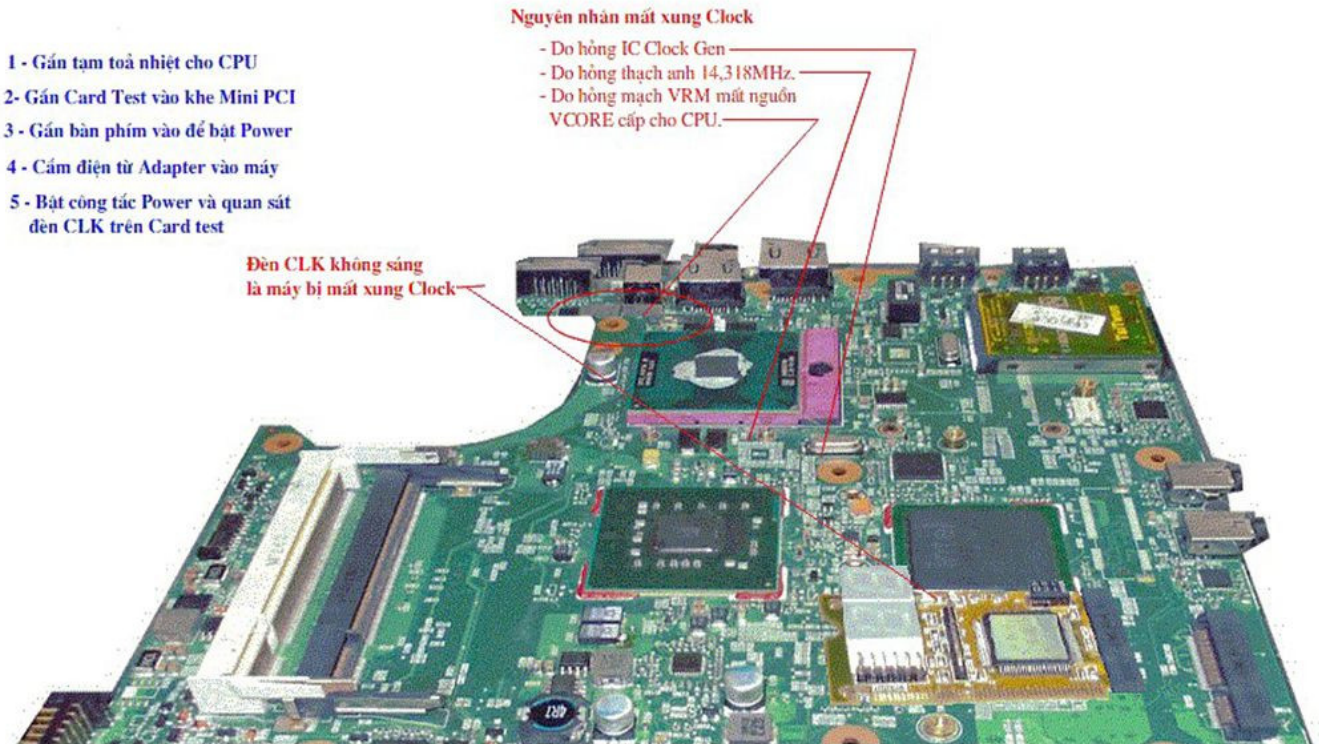 Nguyên nhân mất xung Clock
- Do hỏng IC Clock Gen
- Do hỏng thạch anh 14,318MHz.
- Do hỏng mạch VRM mất nguồn
VCORE cấp cho CPU.
1 - Gắn tạm toả nhiệt cho CPU
2- Gắn Card Test vào khe Mini PCI
3 - Gắn bàn phím vào để bật Power
4 - Cắm điện từ Adapter vào máy
5 - Bật công tắc Power và quan sát
đèn CLK trên Card test
Đèn CLK không sáng
là máy bị mất xung Clock
4R7